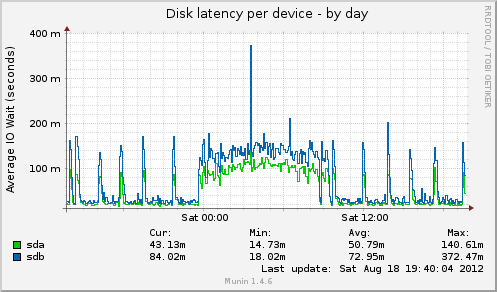 Disk latency per device - by day
RRDTOOL / TOBI OETIKER
Average IO Wait (seconds)
400 m
300 m
200 m
100 m
Sat 00:00 Sat 12:00
Cur: Min: Avg: Max:
sda 43.13m 14.73m 50.79m 140.61m
sdb 84.02m 18.02m 72.95m 372.47m
Last update: Sat Aug 18 19:40:04 2012
Munin 1.4.6